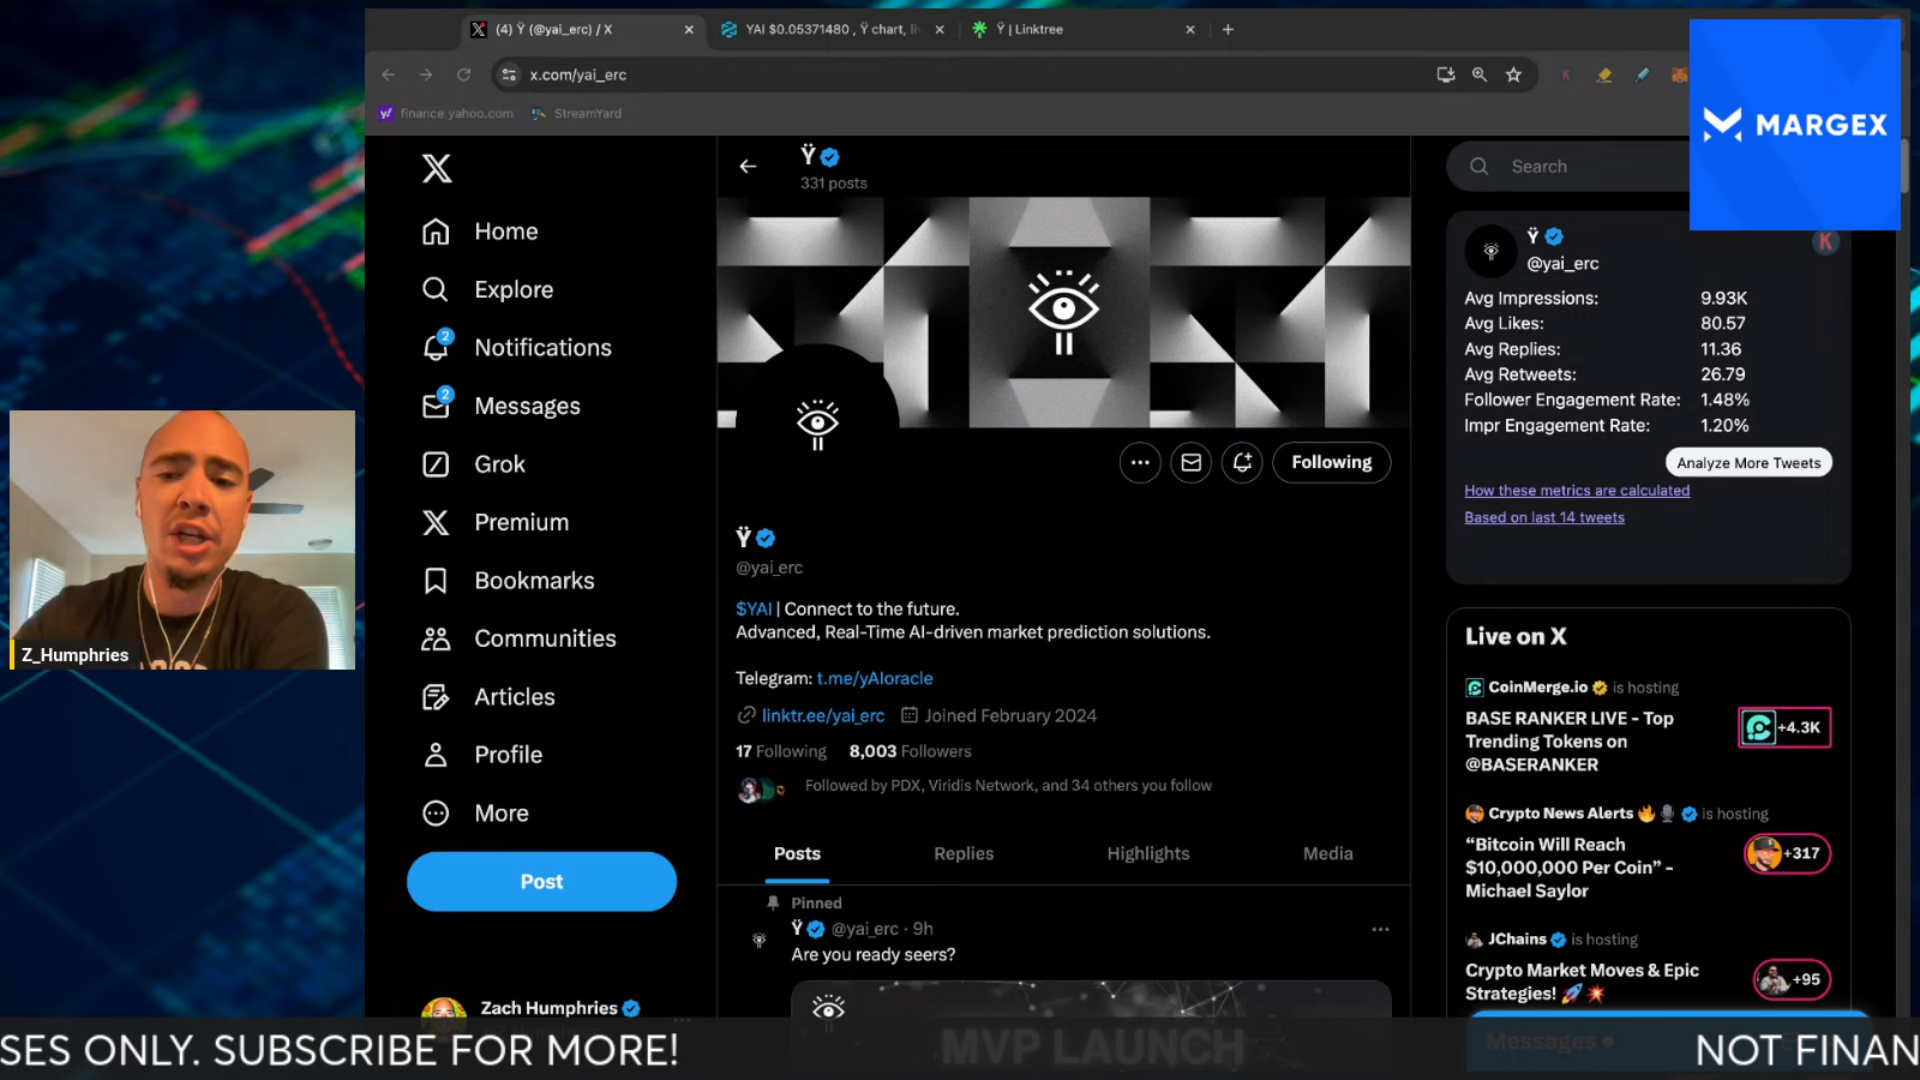 (4) Ÿ (@yai_erc) / X
YAI $0.05371480 , Ÿ chart, li
Ÿ | Linktree
x.com/yai_erc
finance.yahoo.com
StreamYard
MARGEX
Home
Explore
2
Notifications
2
Messages
Grok
Premium
Bookmarks
Communities
Articles
Profile
More
Post
Zach Humphries
Z_Humphries
Ÿ
331 posts
Following
Ÿ
@yai_erc
$YAI | Connect to the future.
Advanced, Real-Time AI-driven market prediction solutions.
Telegram: t.me/yAIoracle
linktr.ee/yai_erc Joined February 2024
17 Following 8,003 Followers
Followed by PDX, Viridis Network, and 34 others you follow
Posts Replies Highlights Media
Pinned
Ÿ @yai_erc · 9h
Are you ready seers?
MVP LAUNCH
Search
Ÿ
K
@yai_erc
Avg Impressions: 9.93K
Avg Likes: 80.57
Avg Replies: 11.36
Avg Retweets: 26.79
Follower Engagement Rate: 1.48%
Impr Engagement Rate: 1.20%
Analyze More Tweets
How these metrics are calculated
Based on last 14 tweets
Live on X
CoinMerge.io is hosting
BASE RANKER LIVE - Top
Trending Tokens on
@BASERANKER
+4.3K
Crypto News Alerts is hosting
“Bitcoin Will Reach
$10,000,000 Per Coin” -
Michael Saylor
+317
JChains is hosting
Crypto Market Moves & Epic
Strategies!
+95
Messages
SES ONLY. SUBSCRIBE FOR MORE!
NOT FINAN